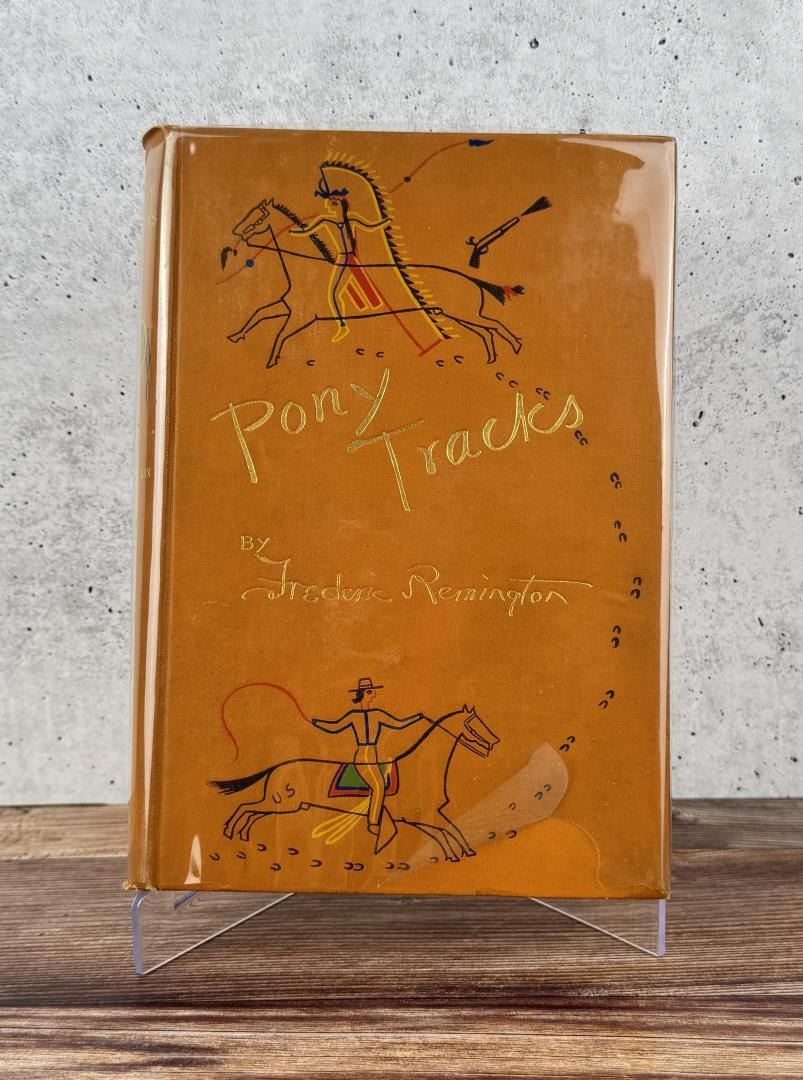 Pony
Tracks
BY
Frederic Remington
US